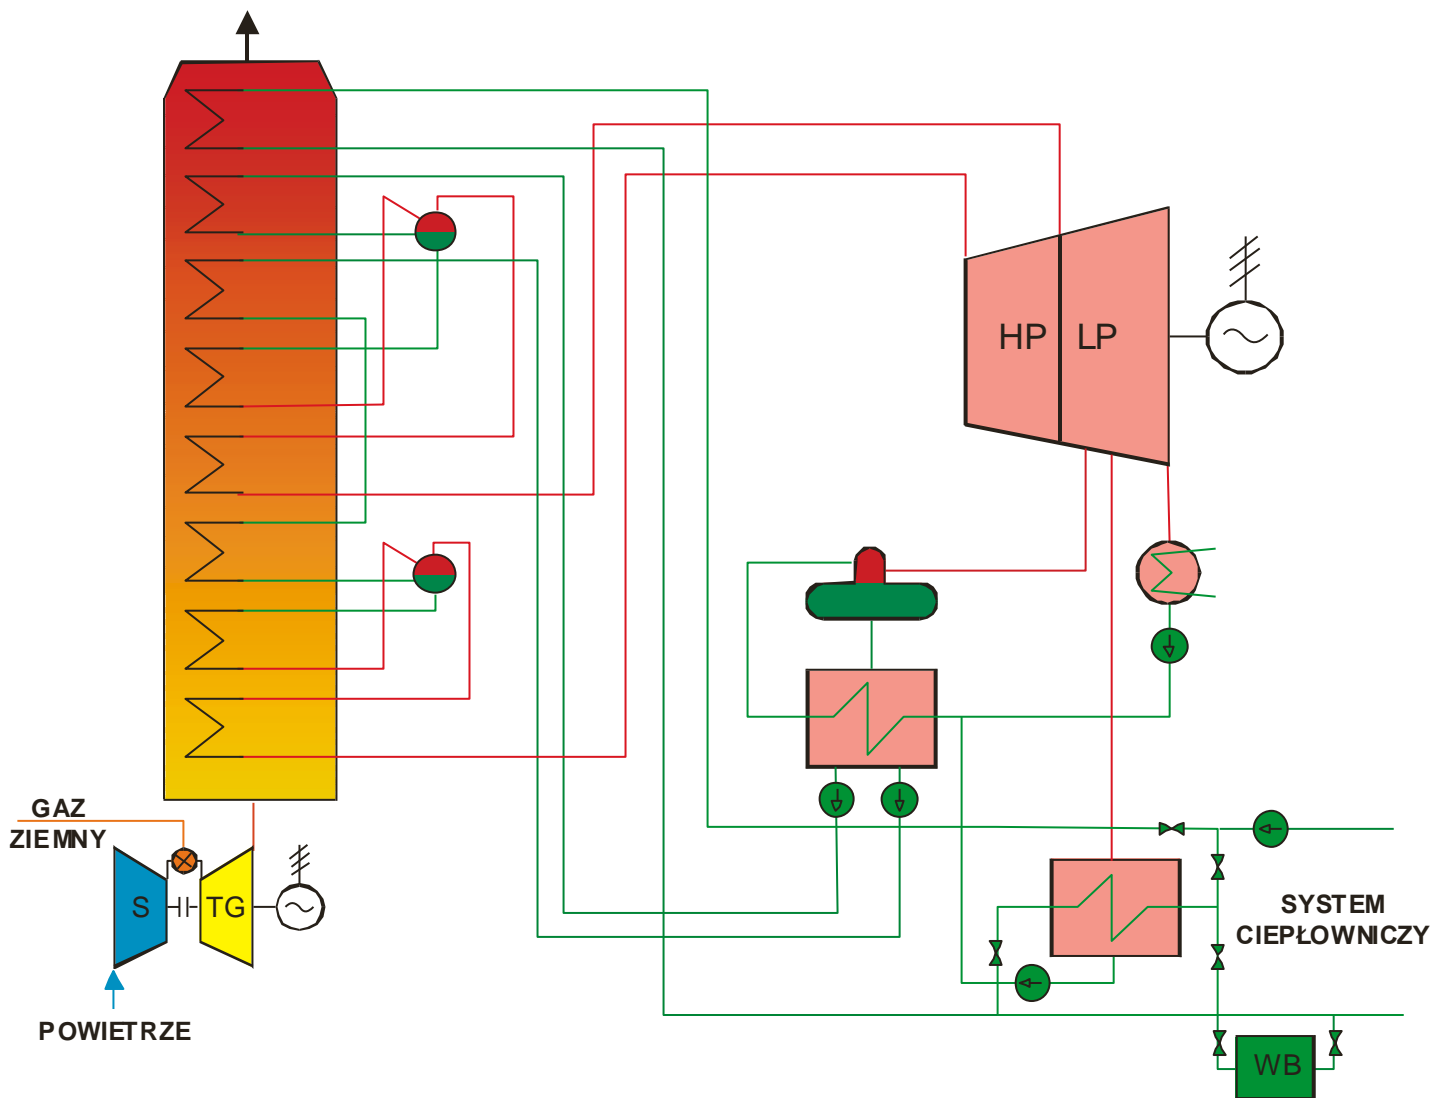 HP LP
GAZ
ZIEMNY
S TG
POWIETRZE
SYSTEM
CIEPŁOWNICZY
WB